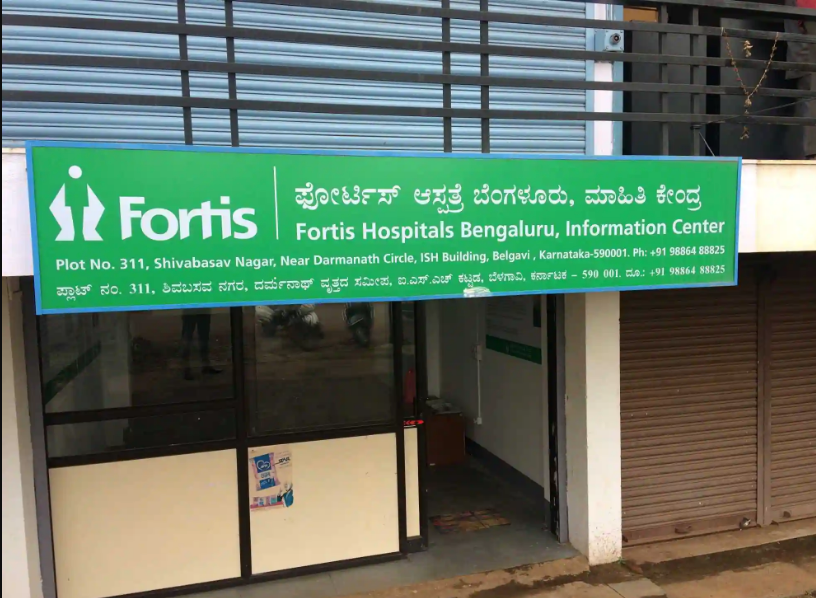 Fortis
ಫೋರ್ಟಿಸ್ ಆಸ್ಪತ್ರೆ ಬೆಂಗಳೂರು, ಮಾಹಿತಿ ಕೇಂದ್ರ
Fortis Hospitals Bengaluru, Information Center
Plot No. 311, Shivabasav Nagar, Near Darmanath Circle, ISH Building, Belgavi , Karnataka-590001. Ph: +91 98864 88825
ಪ್ಲಾಟ್ ನಂ. 311, ಶಿವಬಸವ ನಗರ, ದರ್ಮನಾಥ್ ವೃತ್ತದ ಸಮೀಪ, ಐ.ಎಸ್.ಎಚ್ ಕಟ್ಟಡ, ಬೆಳಗಾವಿ, ಕರ್ನಾಟಕ – 590 001. ದೂ.: +91 98864 88825